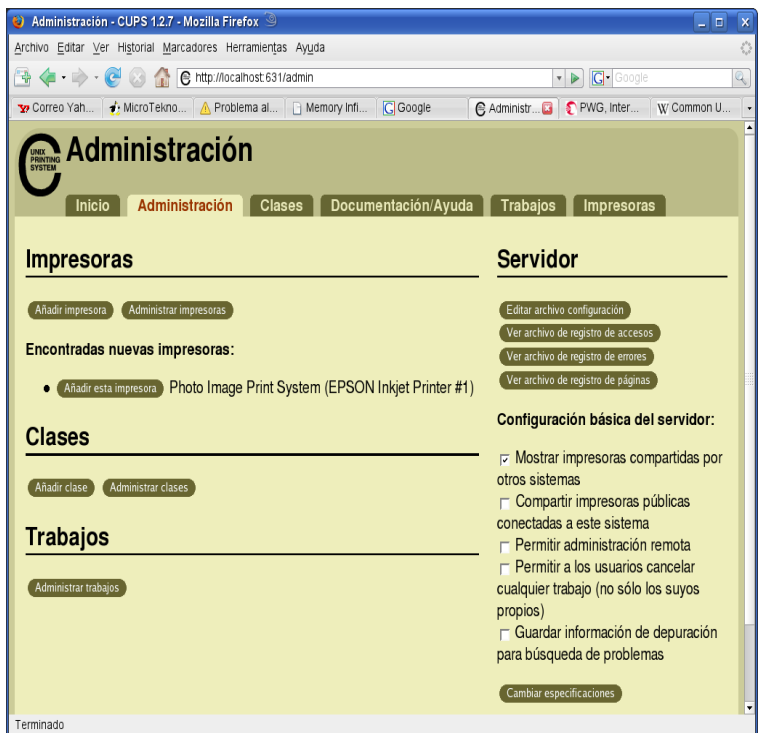 Administración - CUPS 1.2.7 - Mozilla Firefox
Archivo Editar Ver Historial Marcadores Herramientas Ayuda
http://localhost:631/admin
G Google
Correo Yah... MicroTekno... Problema al... Memory Infi... Google Administr... PWG, Inter... Common U...
UNIX
PRINTING
SYSTEM
Administración
Inicio Administración Clases Documentación/Ayuda Trabajos Impresoras
Impresoras
Añadir impresora Administrar impresoras
Encontradas nuevas impresoras:
Añadir esta impresora Photo Image Print System (EPSON Inkjet Printer #1)
Clases
Añadir clase Administrar clases
Trabajos
Administrar trabajos
Servidor
Editar archivo configuración
Ver archivo de registro de accesos
Ver archivo de registro de errores
Ver archivo de registro de páginas
Configuración básica del servidor:
Mostrar impresoras compartidas por
otros sistemas
Compartir impresoras públicas
conectadas a este sistema
Permitir administración remota
Permitir a los usuarios cancelar
cualquier trabajo (no sólo los suyos
propios)
Guardar información de depuración
para búsqueda de problemas
Cambiar especificaciones
Terminado